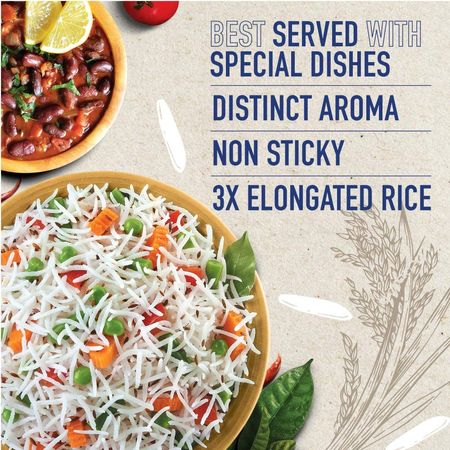 BEST SERVED WITH
SPECIAL DISHES
DISTINCT AROMA
NON STICKY
3X ELONGATED RICE